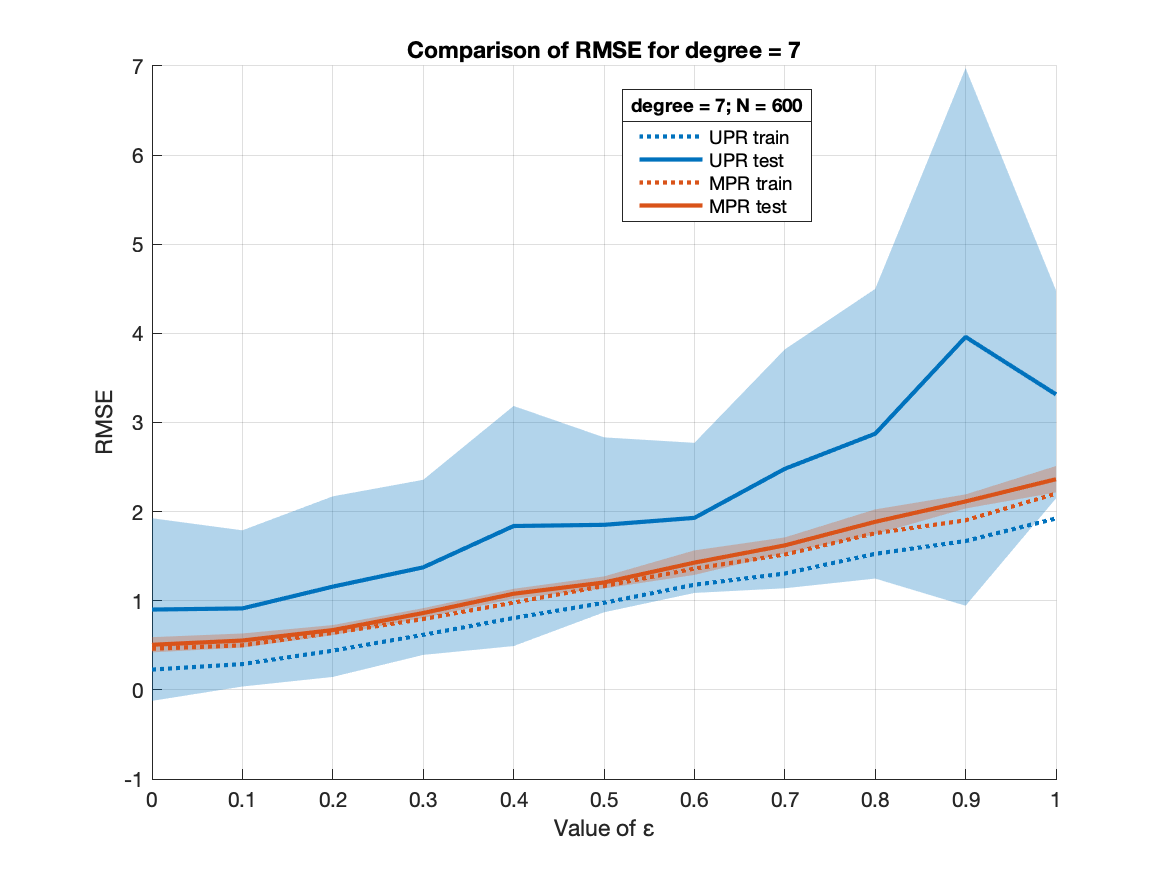 Comparison of RMSE for degree = 7
degree = 7; N = 600
UPR train
UPR test
MPR train
MPR test
RMSE
7
6
5
4
3
2
1
0
-1
0 0.1 0.2 0.3 0.4 0.5 0.6 0.7 0.8 0.9 1
Value of ε